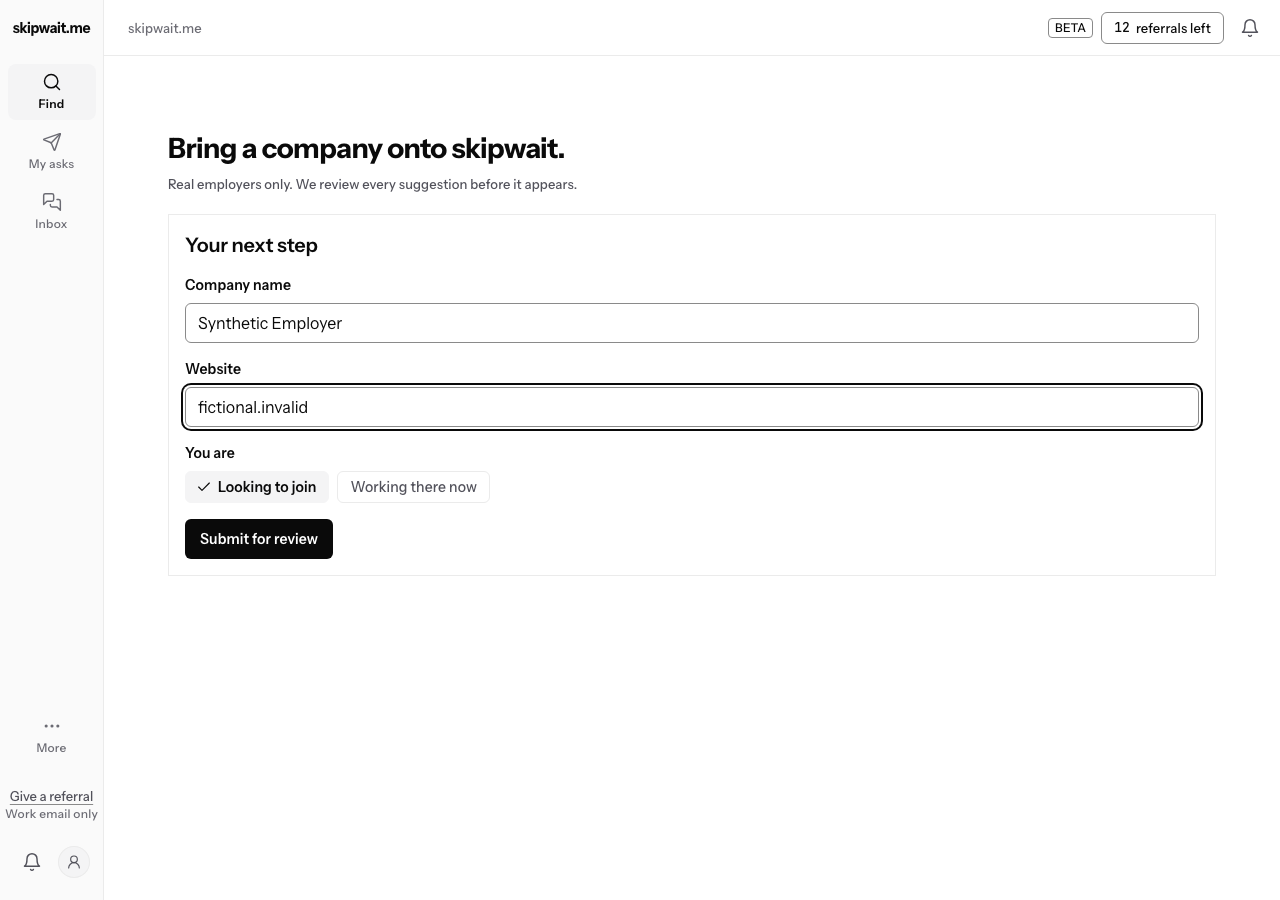 skipwait.me
skipwait.me
BETA
12 referrals left
Find
My asks
Inbox
Bring a company onto skipwait.
Real employers only. We review every suggestion before it appears.
Your next step
Company name
Synthetic Employer
Website
fictional.invalid
You are
Looking to join
Working there now
Submit for review
More
Give a referral
Work email only